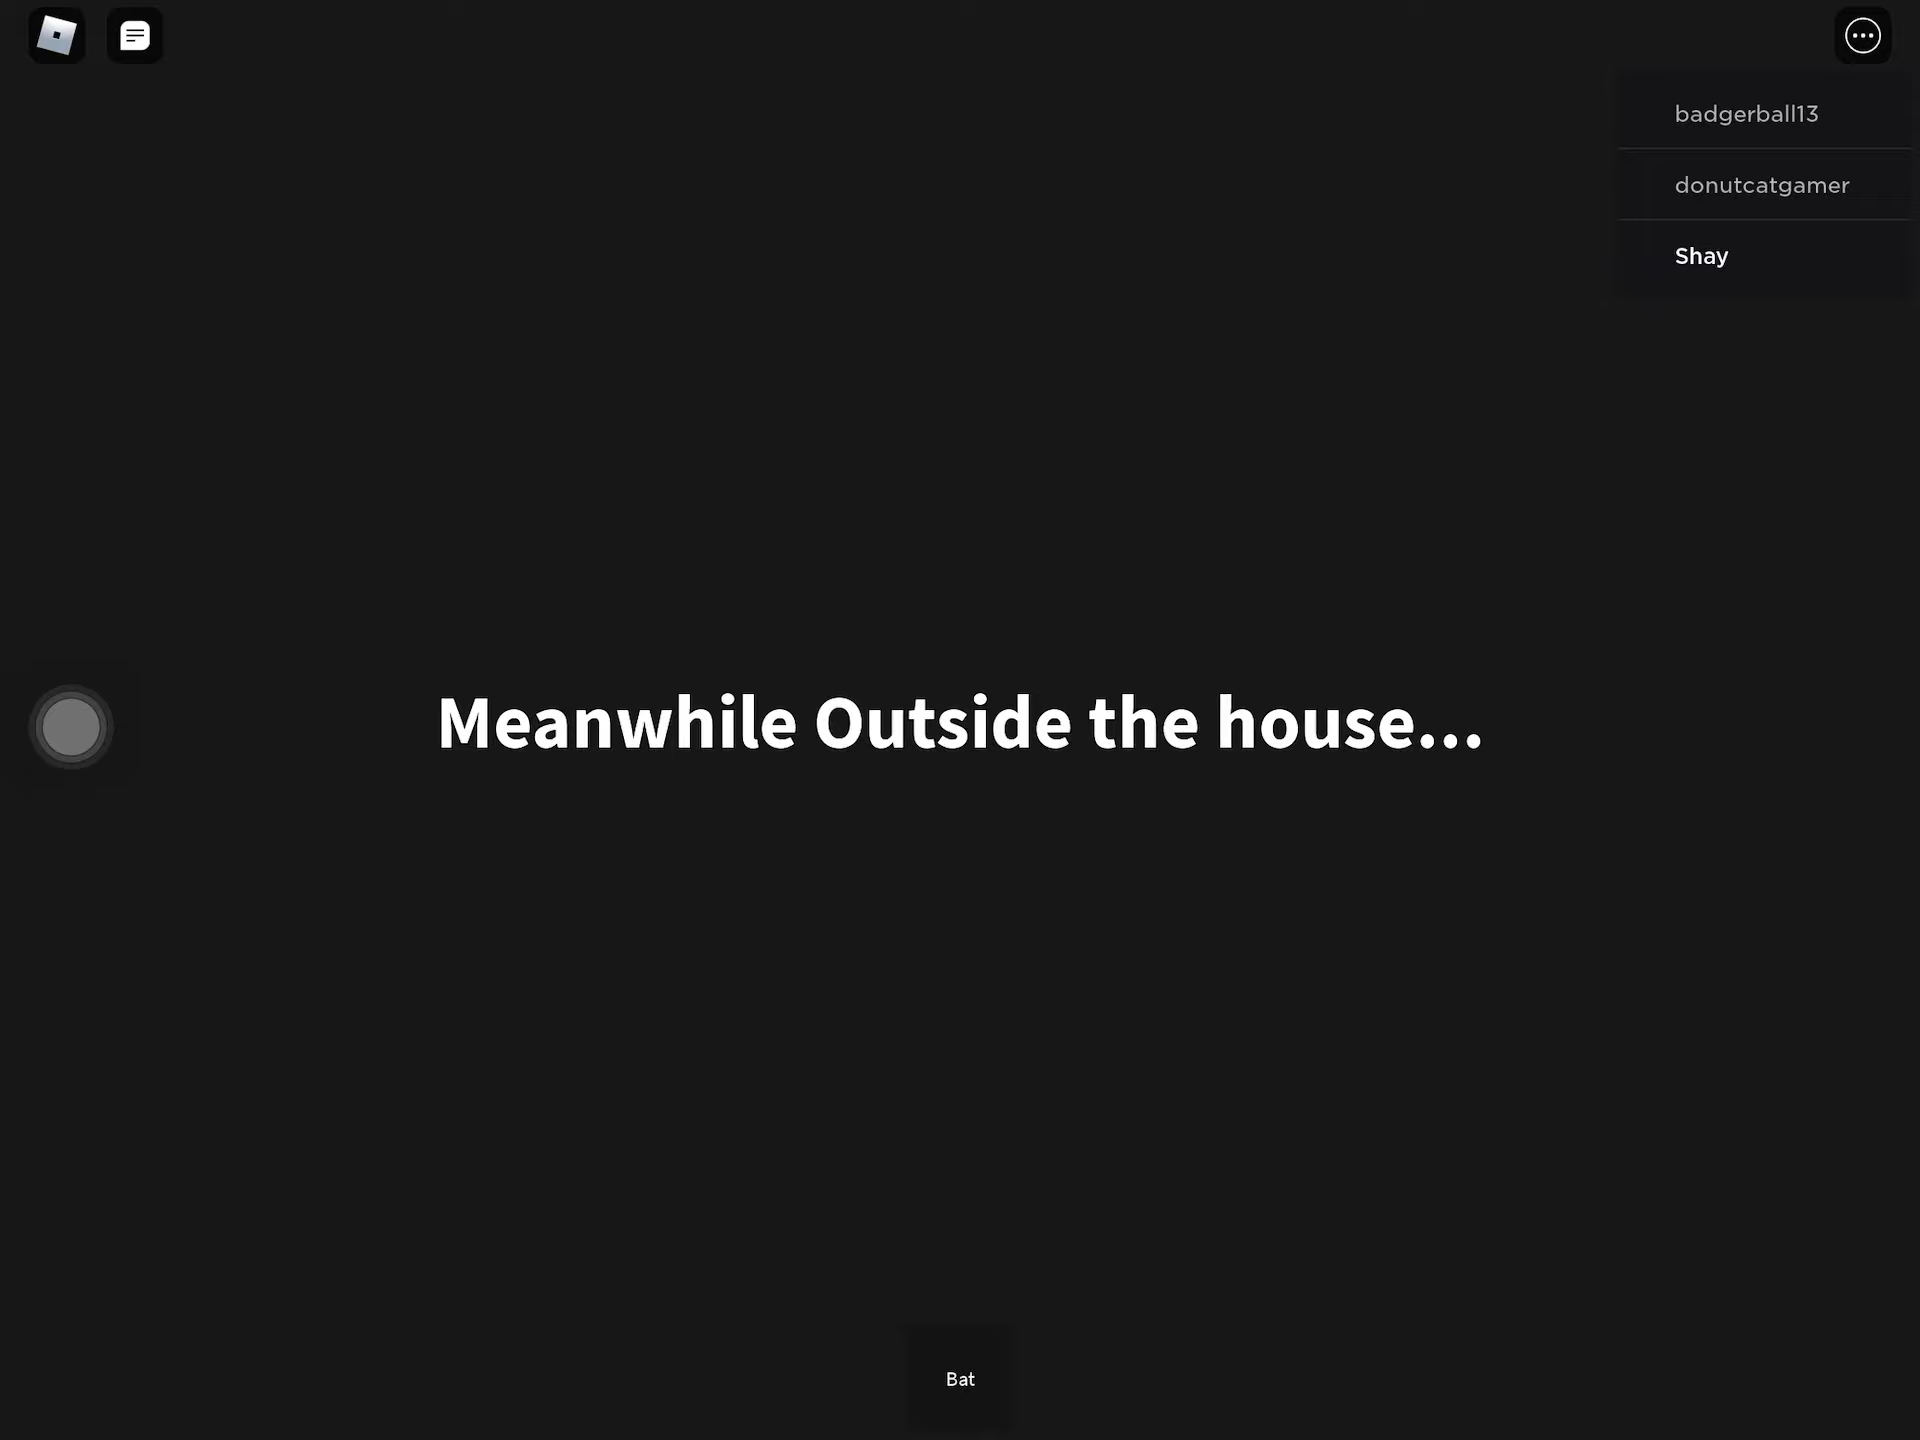 badgerball13
donutcatgamer
Shay
Meanwhile Outside the house...
Bat